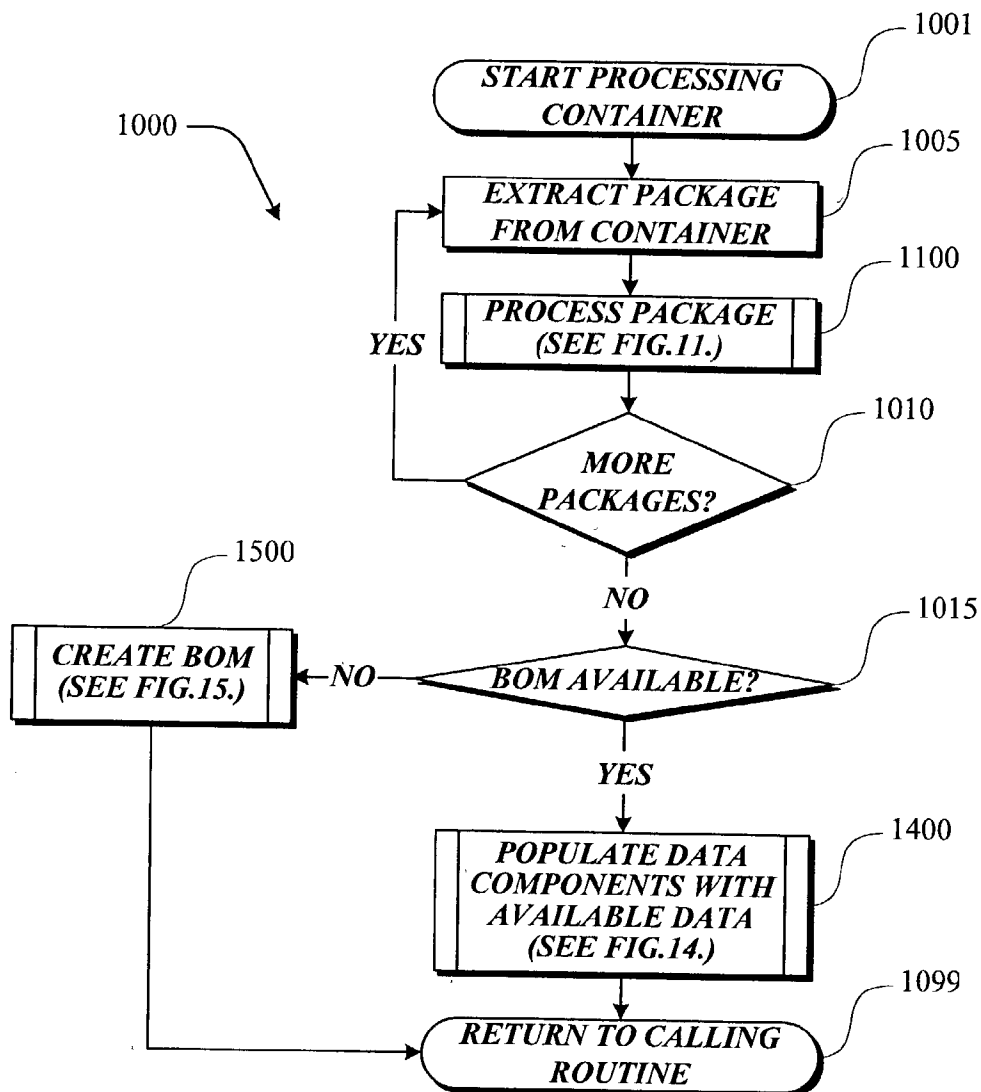 1001
START PROCESSING
CONTAINER
1000
1005
EXTRACT PACKAGE
FROM CONTAINER
1100
PROCESS PACKAGE
(SEE FIG.11.)
YES
1010
MORE
PACKAGES?
1500
NO
1015
CREATE BOM
(SEE FIG.15.)
NO
BOM AVAILABLE?
YES
1400
POPULATE DATA
COMPONENTS WITH
AVAILABLE DATA
(SEE FIG.14.)
1099
RETURN TO CALLING
ROUTINE